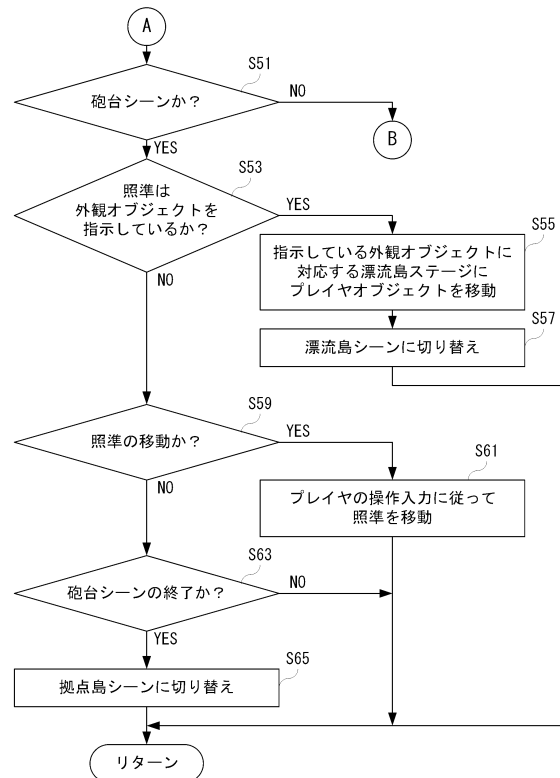 A
S51
砲台シーンか？
NO
B
YES
S53
照準は
外観オブジェクトを
指示しているか？
YES
NO
S55
指示している外観オブジェクトに
対応する漂流島ステージに
プレイヤオブジェクトを移動
S57
漂流島シーンに切り替え
S59
照準の移動か？
YES
NO
S61
プレイヤの操作入力に従って
照準を移動
S63
砲台シーンの終了か？
NO
YES
S65
拠点島シーンに切り替え
リターン